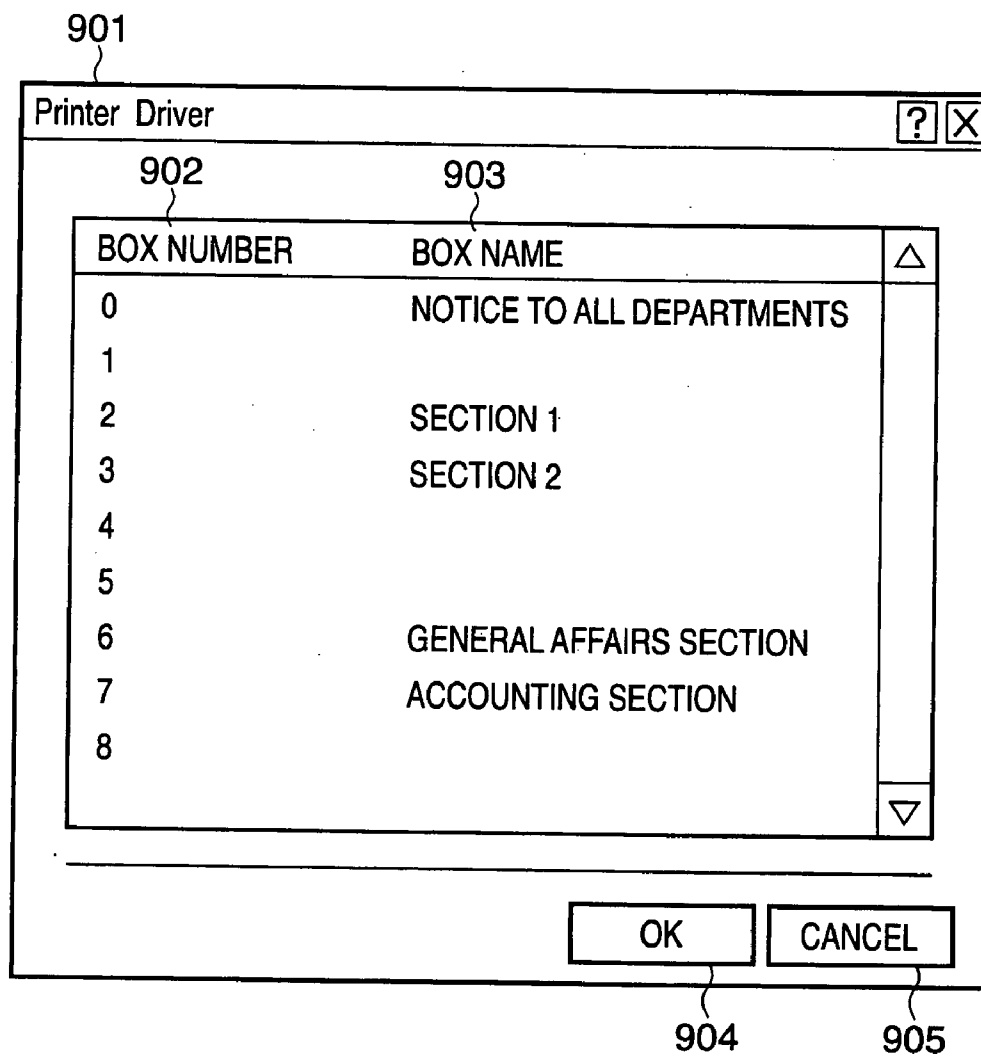 901
Printer Driver ? X
902 903
BOX NUMBER BOX NAME
0 NOTICE TO ALL DEPARTMENTS
1
2 SECTION 1
3 SECTION 2
4
5
6 GENERAL AFFAIRS SECTION
7 ACCOUNTING SECTION
8
OK CANCEL
904 905